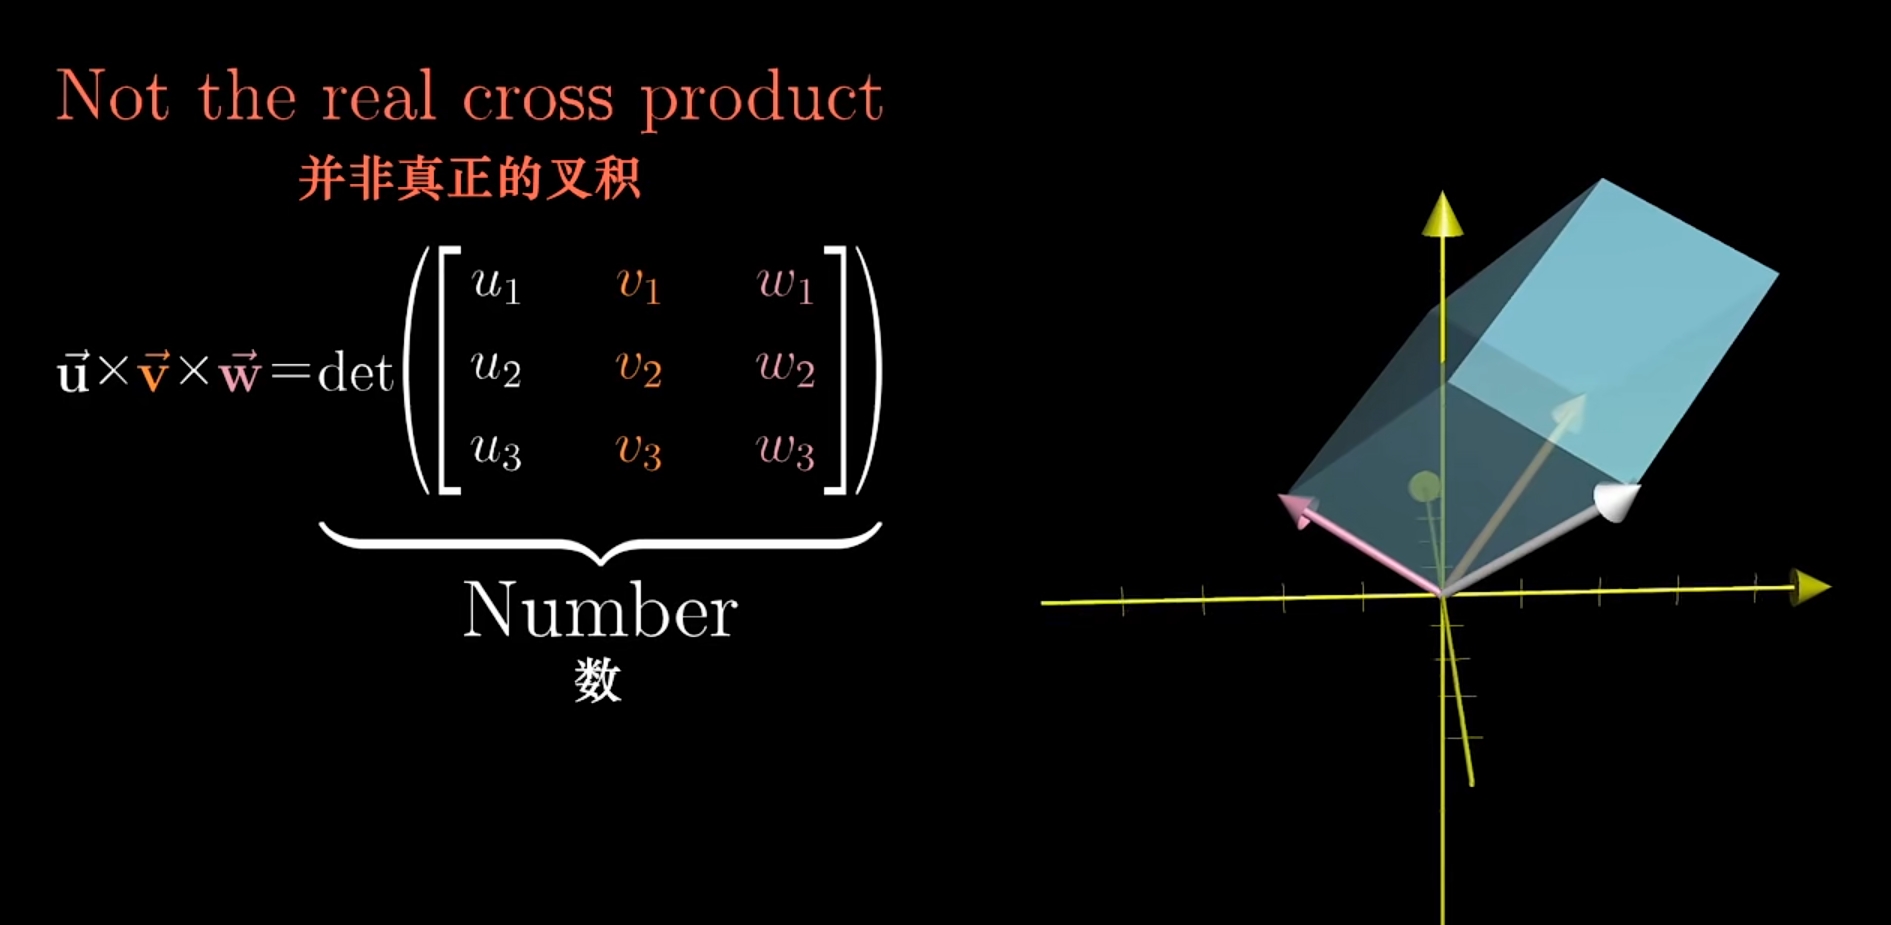 Not the real cross product
并非真正的叉积
$\vec{\mathbf{u}} \times \vec{\mathbf{v}} \times \vec{\mathbf{w}} = \det\left(\begin{bmatrix} u_1 & v_1 & w_1 \\ u_2 & v_2 & w_2 \\ u_3 & v_3 & w_3 \end{bmatrix}\right)$
Number
数